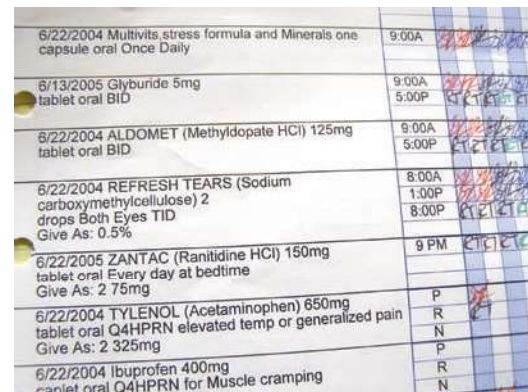 6/22/2004 Multivits,stress formula and Minerals one 9:00A
capsule oral Once Daily
6/13/2005 Glyburide 5mg 9:00A
tablet oral BID 5:00P
6/22/2004 ALDOMET (Methyldopate HCl) 125mg 9:00A
tablet oral BID 5:00P
6/22/2004 REFRESH TEARS (Sodium 8:00A
carboxymethylcellulose) 2 1:00P
drops Both Eyes TID 8:00P
Give As: 0.5%
6/22/2005 ZANTAC (Ranitidine HCl) 150mg 9 PM
tablet oral Every day at bedtime
Give As: 2 75mg
6/22/2004 TYLENOL (Acetaminophen) 650mg P
tablet oral Q4HPRN elevated temp or generalized pain R
Give As: 2 325mg N
P
6/22/2004 Ibuprofen 400mg R
caplet oral Q4HPRN for Muscle cramping N